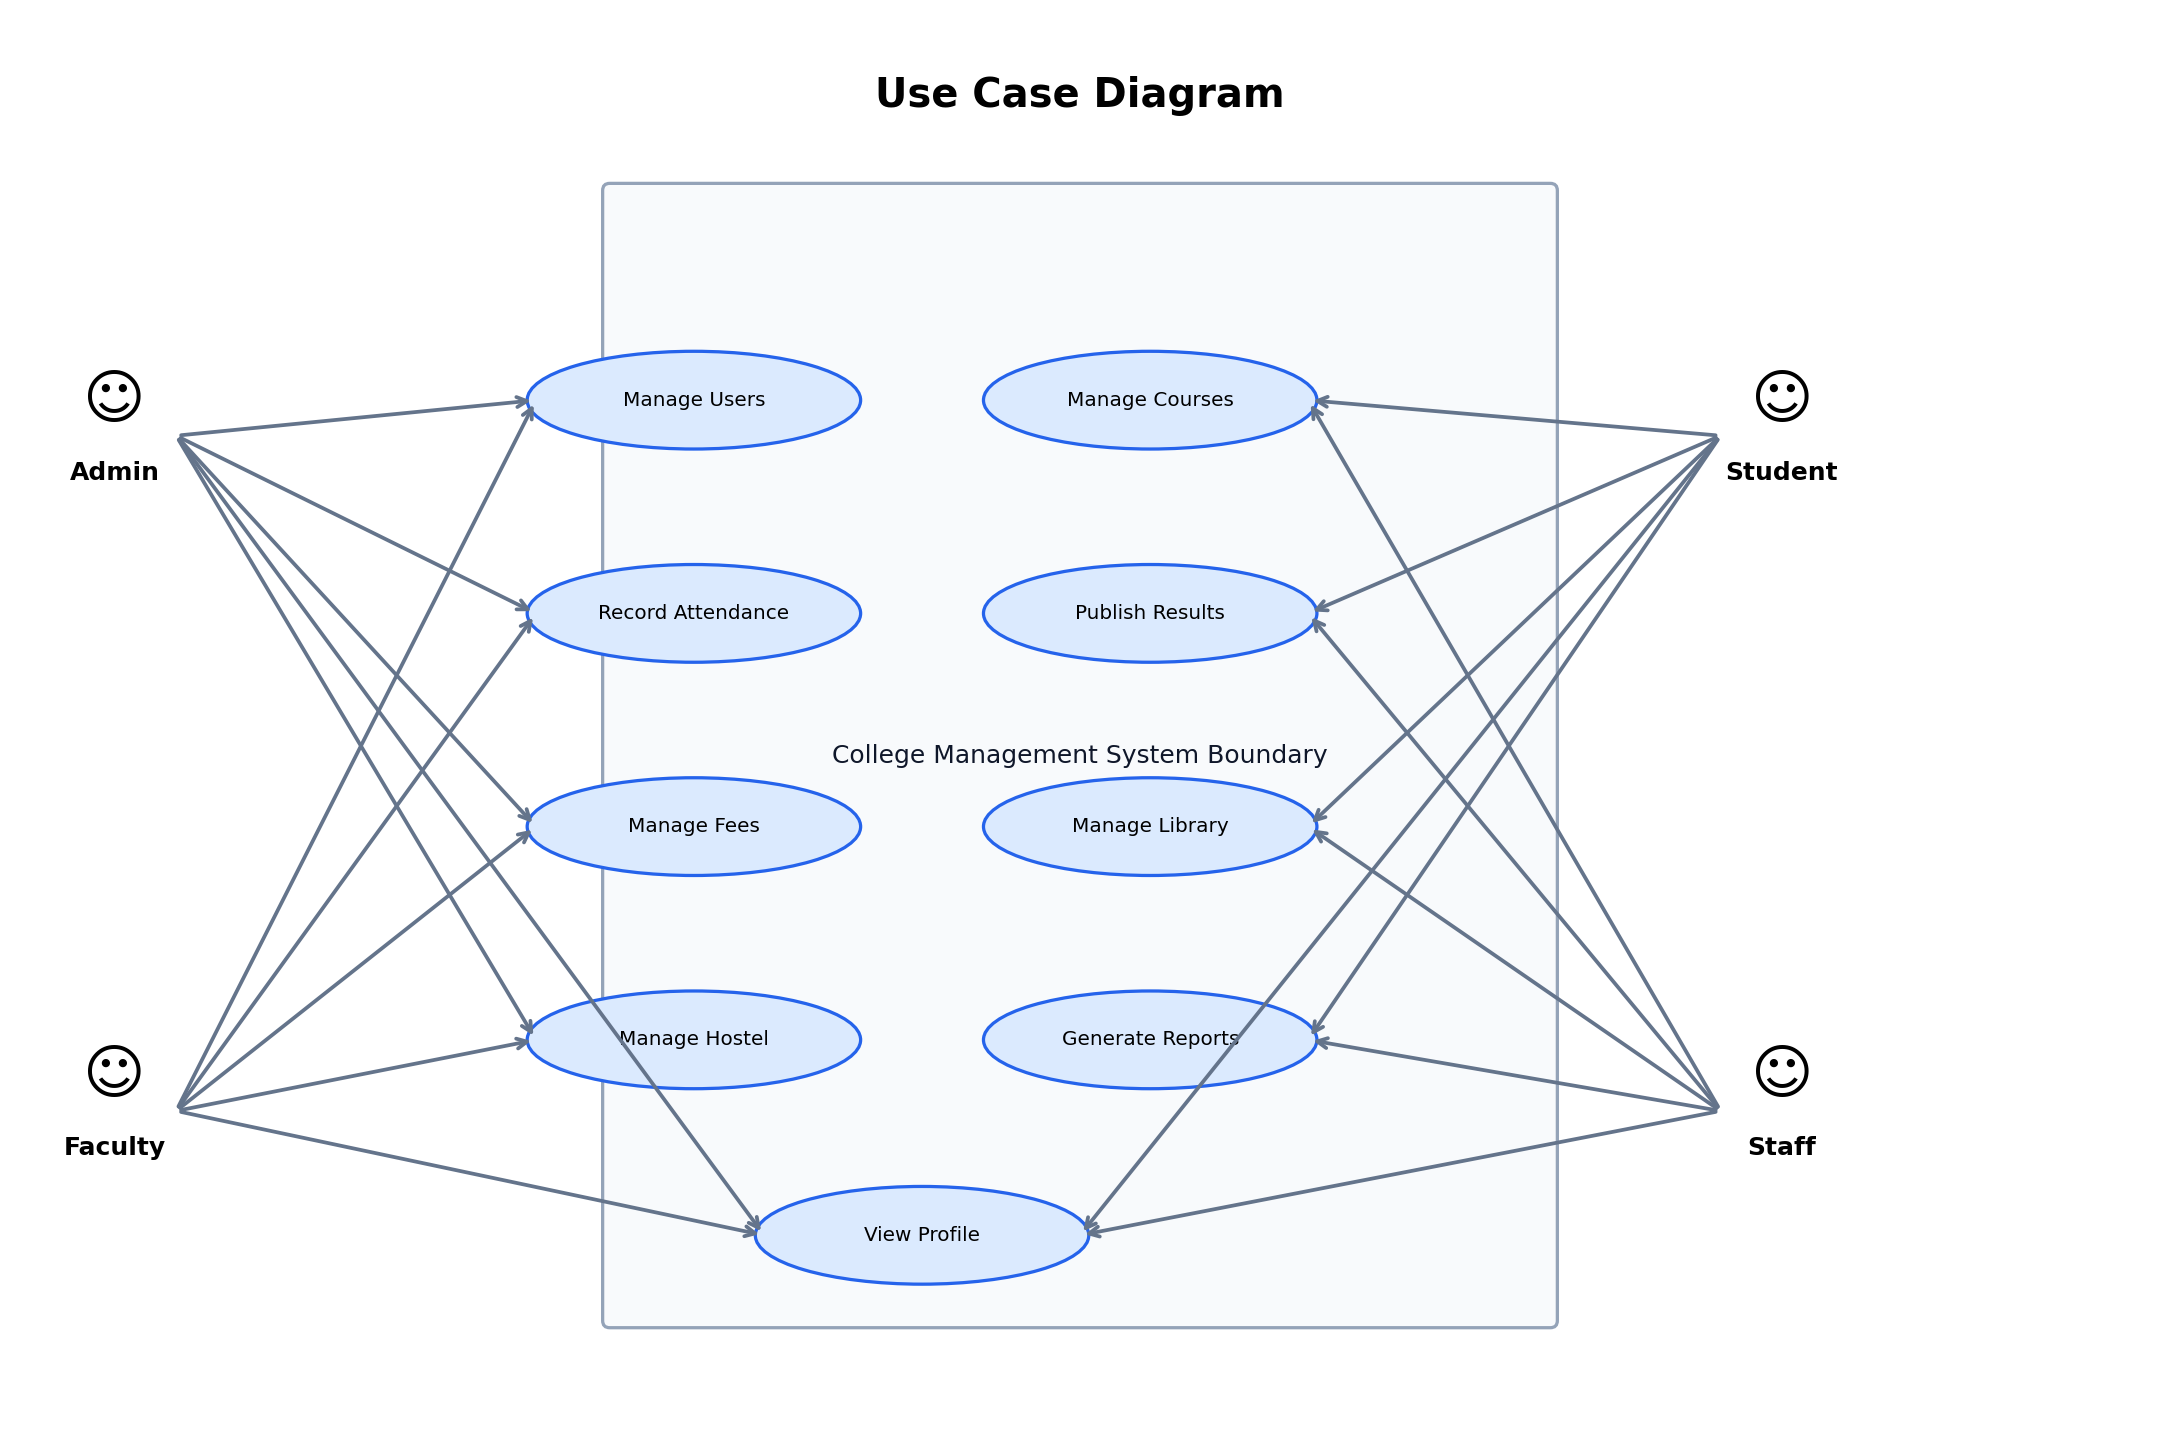 Use Case Diagram
Manage Users
Manage Courses
Admin
Student
Record Attendance
Publish Results
College Management System Boundary
Manage Fees
Manage Library
Manage Hostel
Generate Reports
Faculty
Staff
View Profile